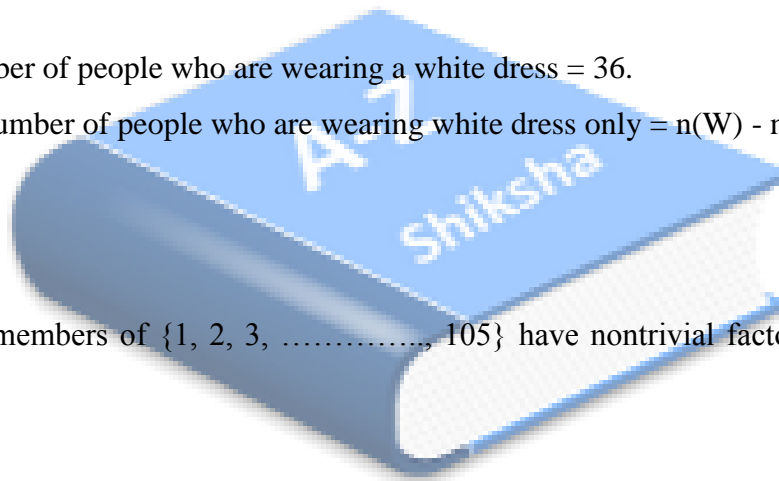 ber of people who are wearing a white dress = 36.
umber of people who are wearing white dress only = n(W) - n
A-Z
Shiksha
members of {1, 2, 3, ………….., 105} have nontrivial facto